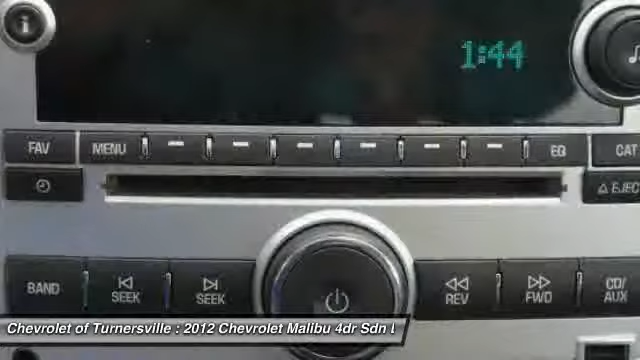 1:44
FAV MENU EQ CAT
EJEC
BAND SEEK SEEK REV FWD CD/
AUX
Chevrolet of Turnersville : 2012 Chevrolet Malibu 4dr Sdn L